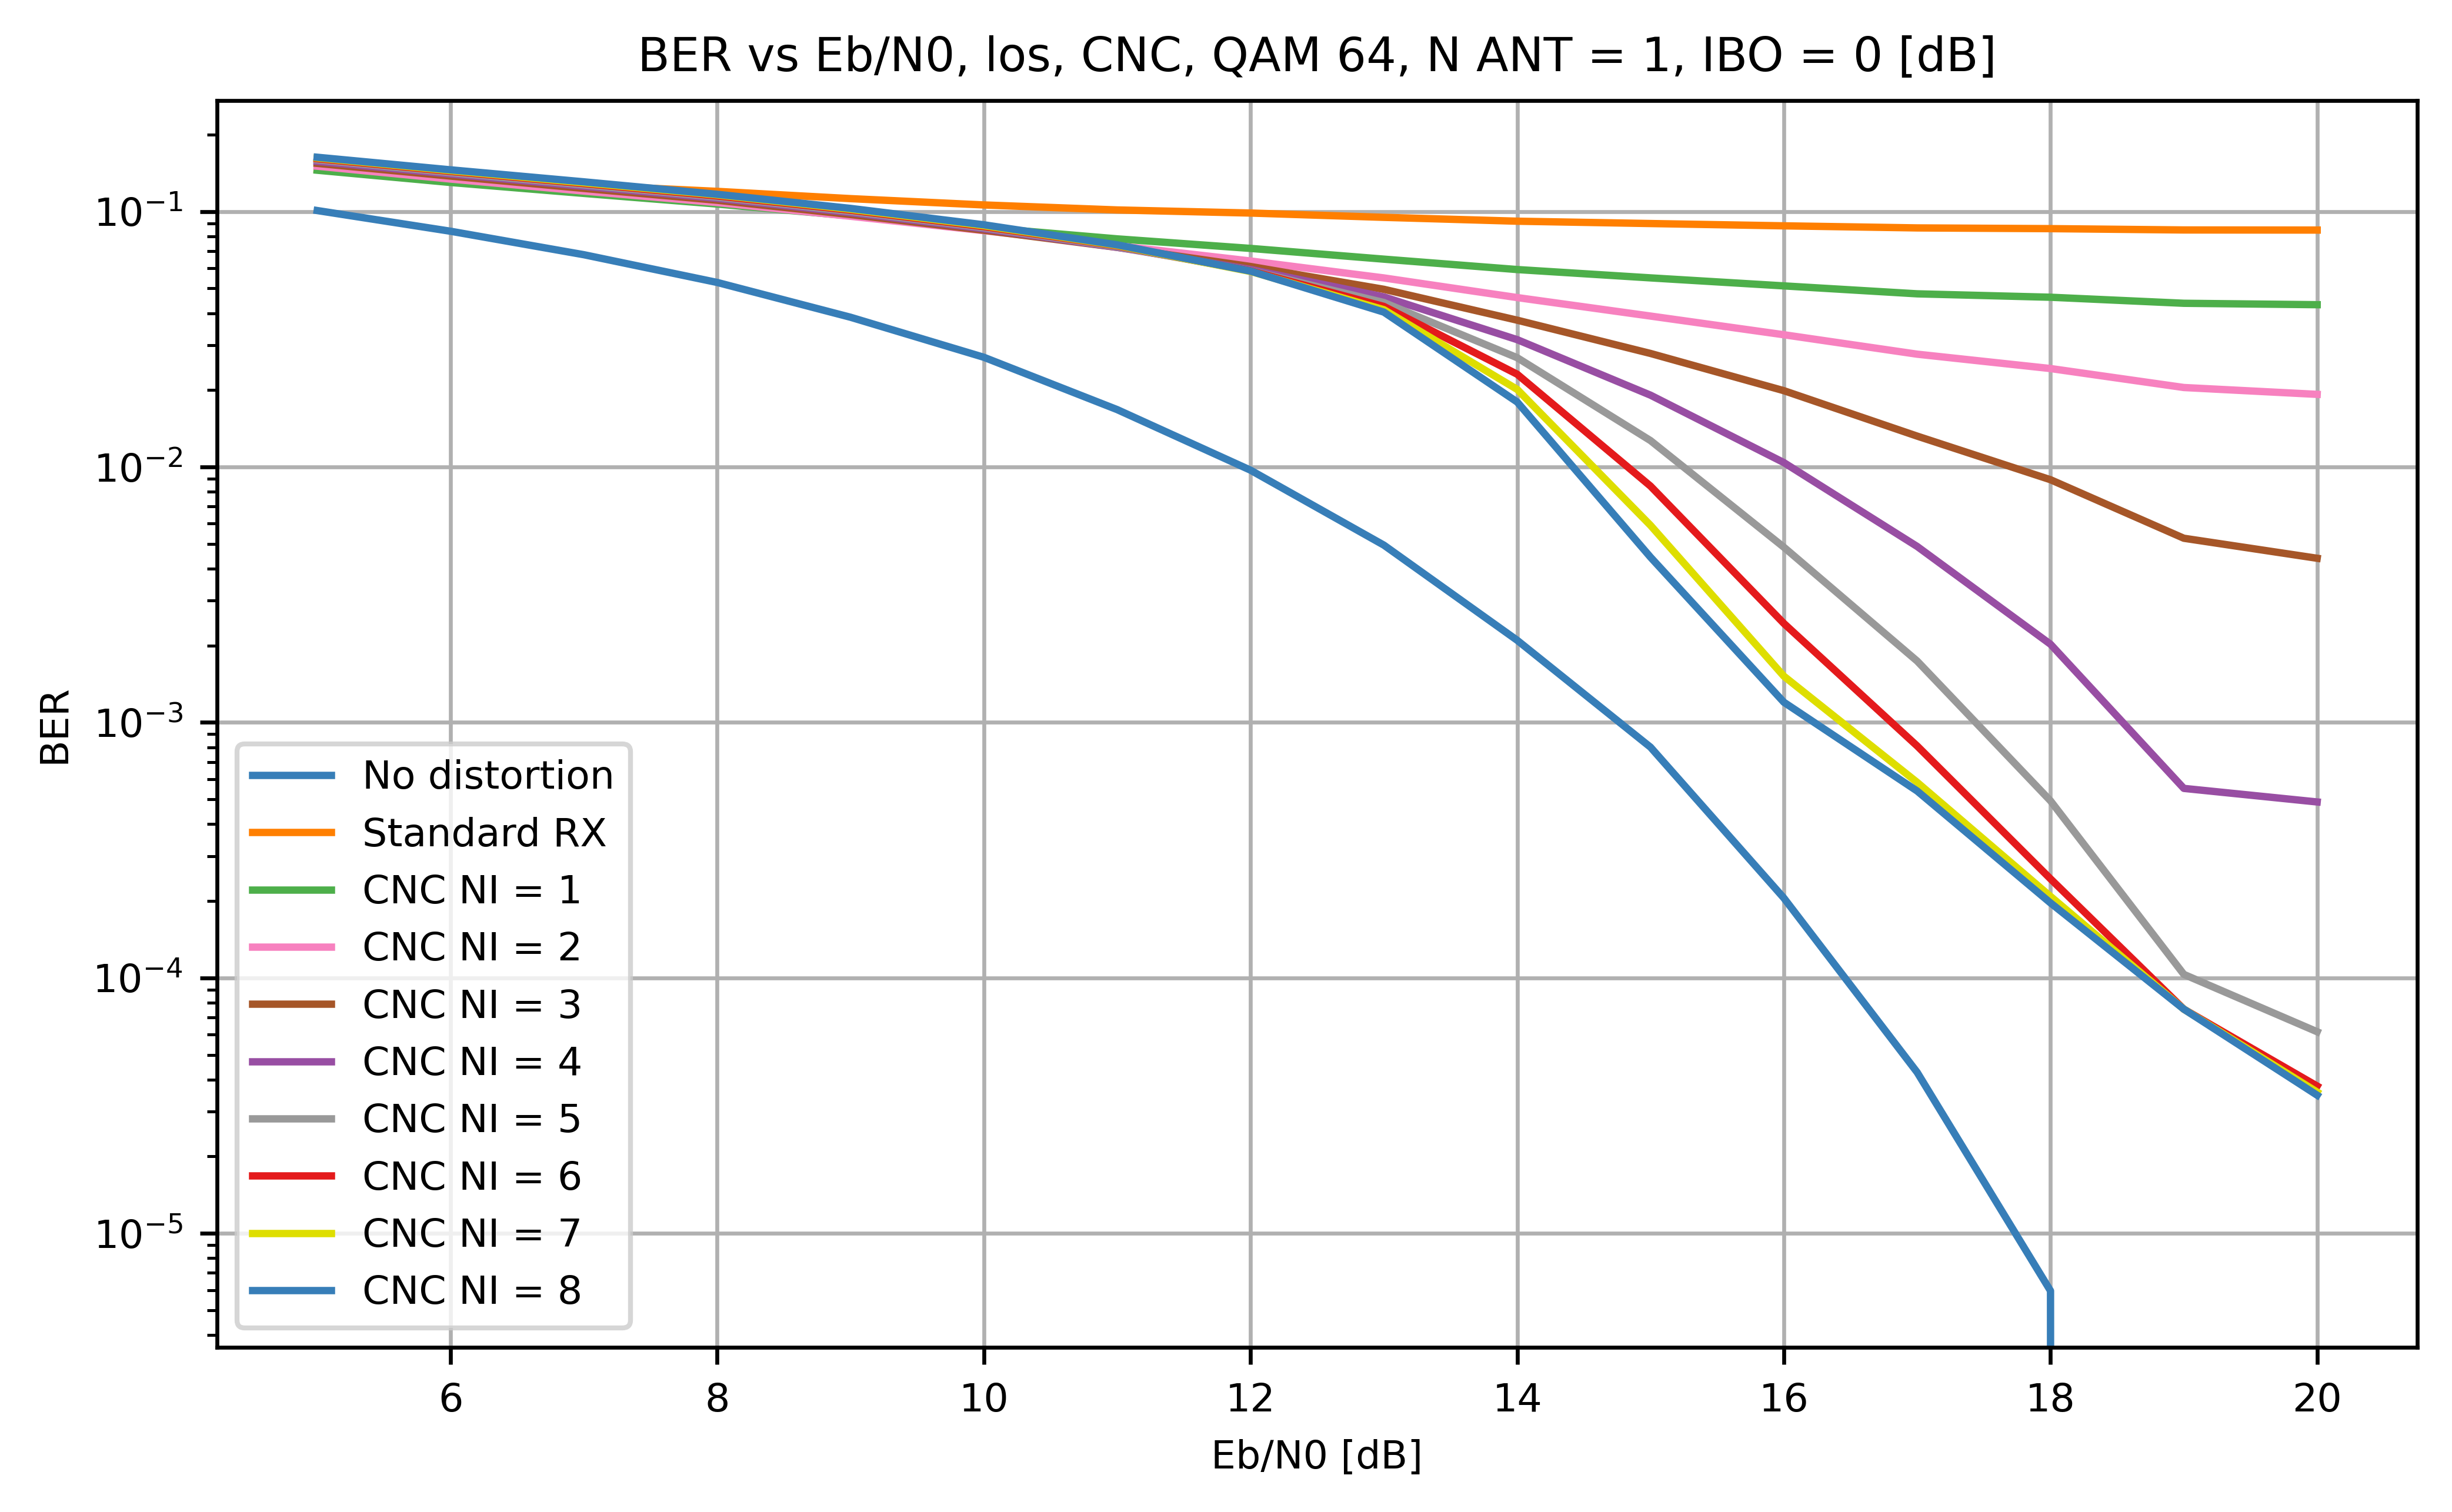 BER vs Eb/N0, los, CNC, QAM 64, N ANT = 1, IBO = 0 [dB]
BER
10⁻¹
10⁻²
10⁻³
10⁻⁴
10⁻⁵
No distortion
Standard RX
CNC NI = 1
CNC NI = 2
CNC NI = 3
CNC NI = 4
CNC NI = 5
CNC NI = 6
CNC NI = 7
CNC NI = 8
6 8 10 12 14 16 18 20
Eb/N0 [dB]